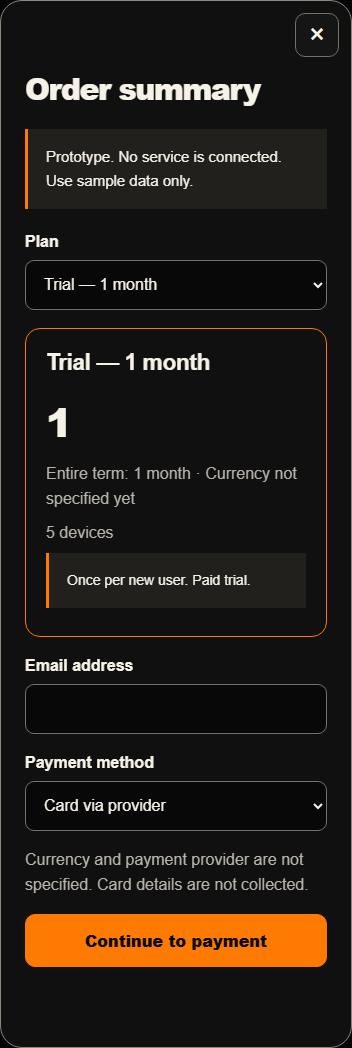 ×
Order summary
Prototype. No service is connected.
Use sample data only.
Plan
Trial — 1 month
Trial — 1 month
1
Entire term: 1 month · Currency not
specified yet
5 devices
Once per new user. Paid trial.
Email address
Payment method
Card via provider
Currency and payment provider are not
specified. Card details are not collected.
Continue to payment